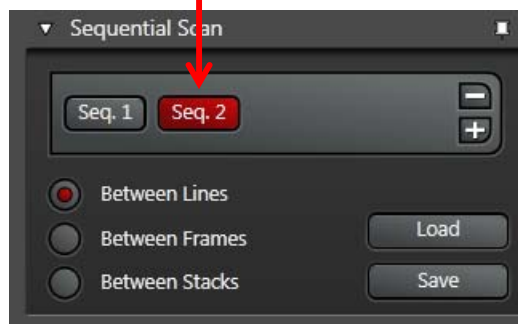 Sequential Scan
Seq. 1 Seq. 2
Between Lines
Between Frames
Load
Between Stacks
Save